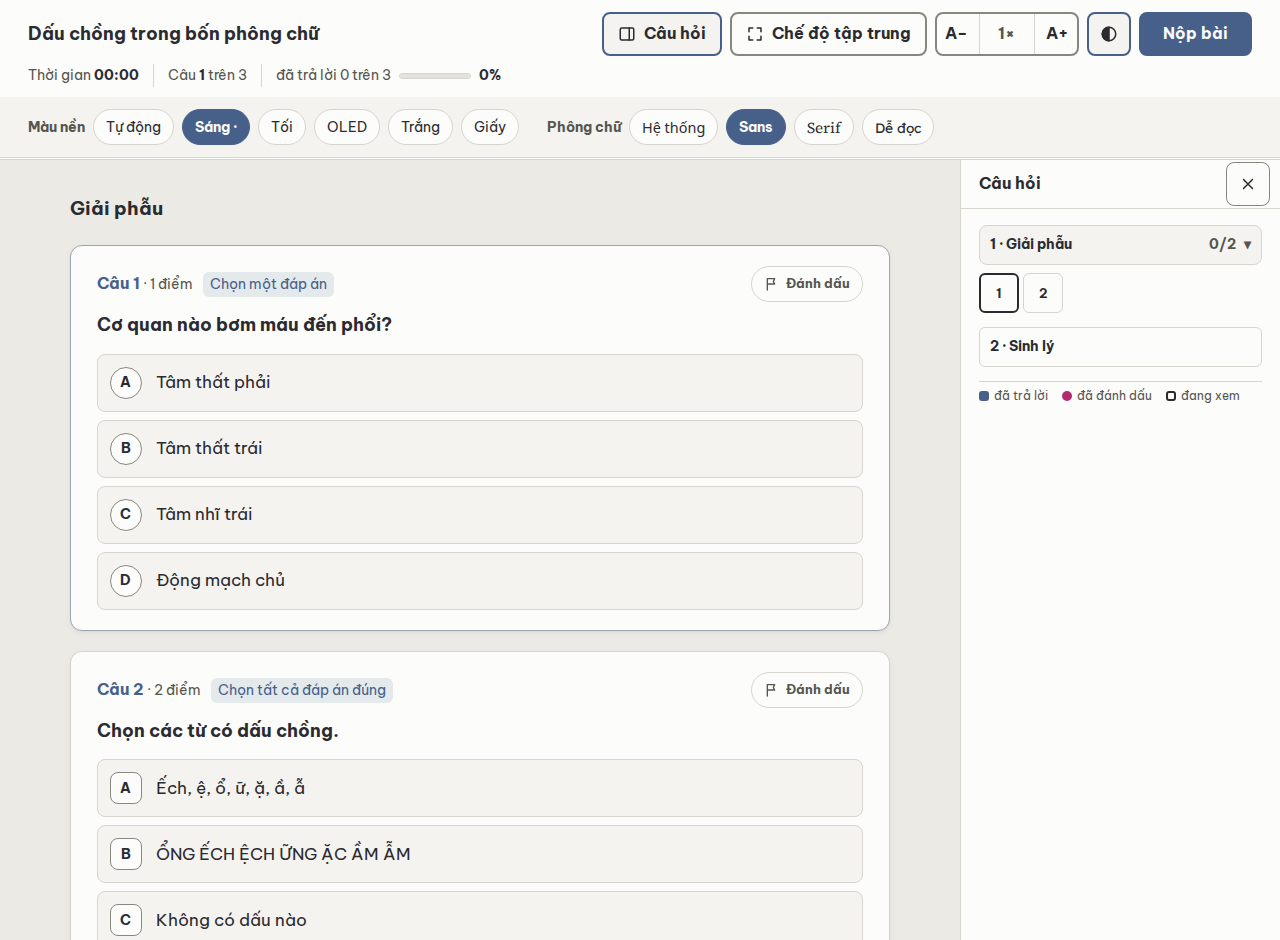 Dấu chồng trong bốn phông chữ
Câu hỏi
Chế độ tập trung
A− 1× A+
Nộp bài
Thời gian 00:00
Câu 1 trên 3
đã trả lời 0 trên 3
0%
Màu nền Tự động Sáng · Tối OLED Trắng Giấy
Phông chữ Hệ thống Sans Serif Dễ đọc
Giải phẫu
Câu 1 · 1 điểm Chọn một đáp án Đánh dấu
Cơ quan nào bơm máu đến phổi?
A Tâm thất phải
B Tâm thất trái
C Tâm nhĩ trái
D Động mạch chủ
Câu 2 · 2 điểm Chọn tất cả đáp án đúng Đánh dấu
Chọn các từ có dấu chồng.
A Ếch, ệ, ổ, ữ, ặ, ầ, ẫ
B ỔNG ẾCH ỆCH ỮNG ẶC ẦM ẪM
C Không có dấu nào
Câu hỏi
1 · Giải phẫu 0/2 ▾
1 2
2 · Sinh lý
đã trả lời đã đánh dấu đang xem